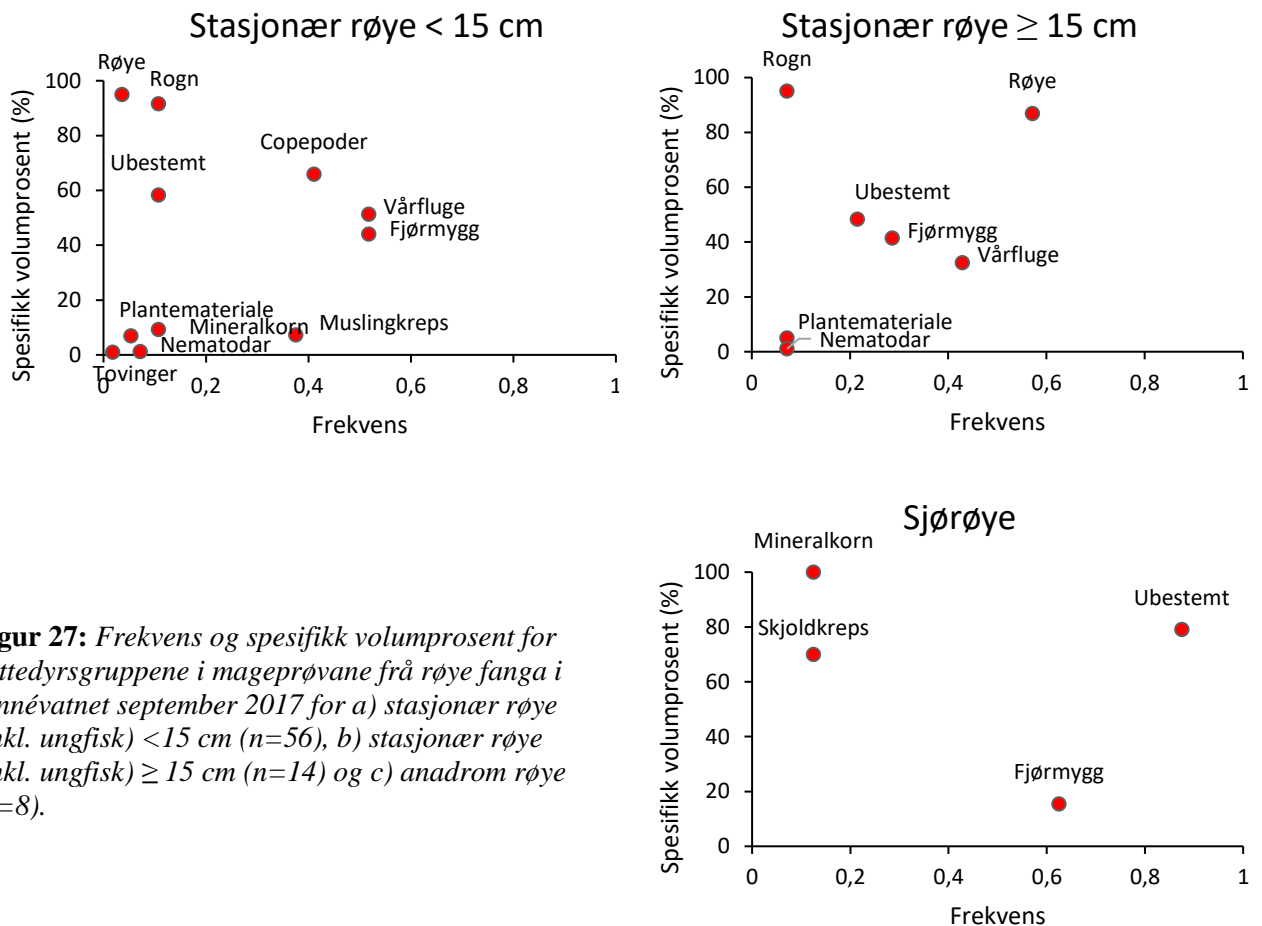 Stasjonær røye < 15 cm
Spesifikk volumprosent (%)
100
80
60
40
20
0
Røye
Rogn
Copepoder
Ubestemt
Vårfluge
Fjørmygg
Plantemateriale
Mineralkorn
Muslingkreps
Nematodar
Tovinger
0
0,2
0,4
0,6
0,8
1
Frekvens
Stasjonær røye ≥ 15 cm
Spesifikk volumprosent (%)
100
80
60
40
20
0
Rogn
Røye
Ubestemt
Fjørmygg
Vårfluge
Plantemateriale
Nematodar
0
0,2
0,4
0,6
0,8
1
Frekvens
Sjørøye
Spesifikk volumprosent (%)
100
80
60
40
20
0
Mineralkorn
Ubestemt
Skjoldkreps
Fjørmygg
0
0,2
0,4
0,6
0,8
1
Frekvens
gur 27: Frekvens og spesifikk volumprosent for
ttedyrsgruppene i mageprøvane frå røye fanga i
nnévatnet september 2017 for a) stasjonær røye
nkl. ungfisk) <15 cm (n=56), b) stasjonær røye
nkl. ungfisk) ≥ 15 cm (n=14) og c) anadrom røye
=8).